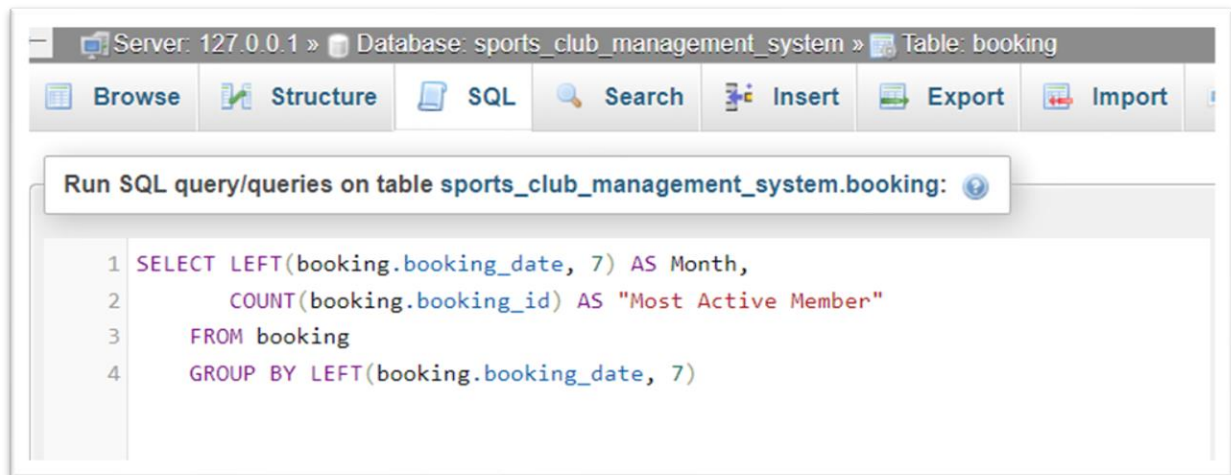 Server: 127.0.0.1 » Database: sports_club_management_system » Table: booking
Browse Structure SQL Search Insert Export Import
Run SQL query/queries on table sports_club_management_system.booking:
1 SELECT LEFT(booking.booking_date, 7) AS Month,
2 COUNT(booking.booking_id) AS "Most Active Member"
3 FROM booking
4 GROUP BY LEFT(booking.booking_date, 7)